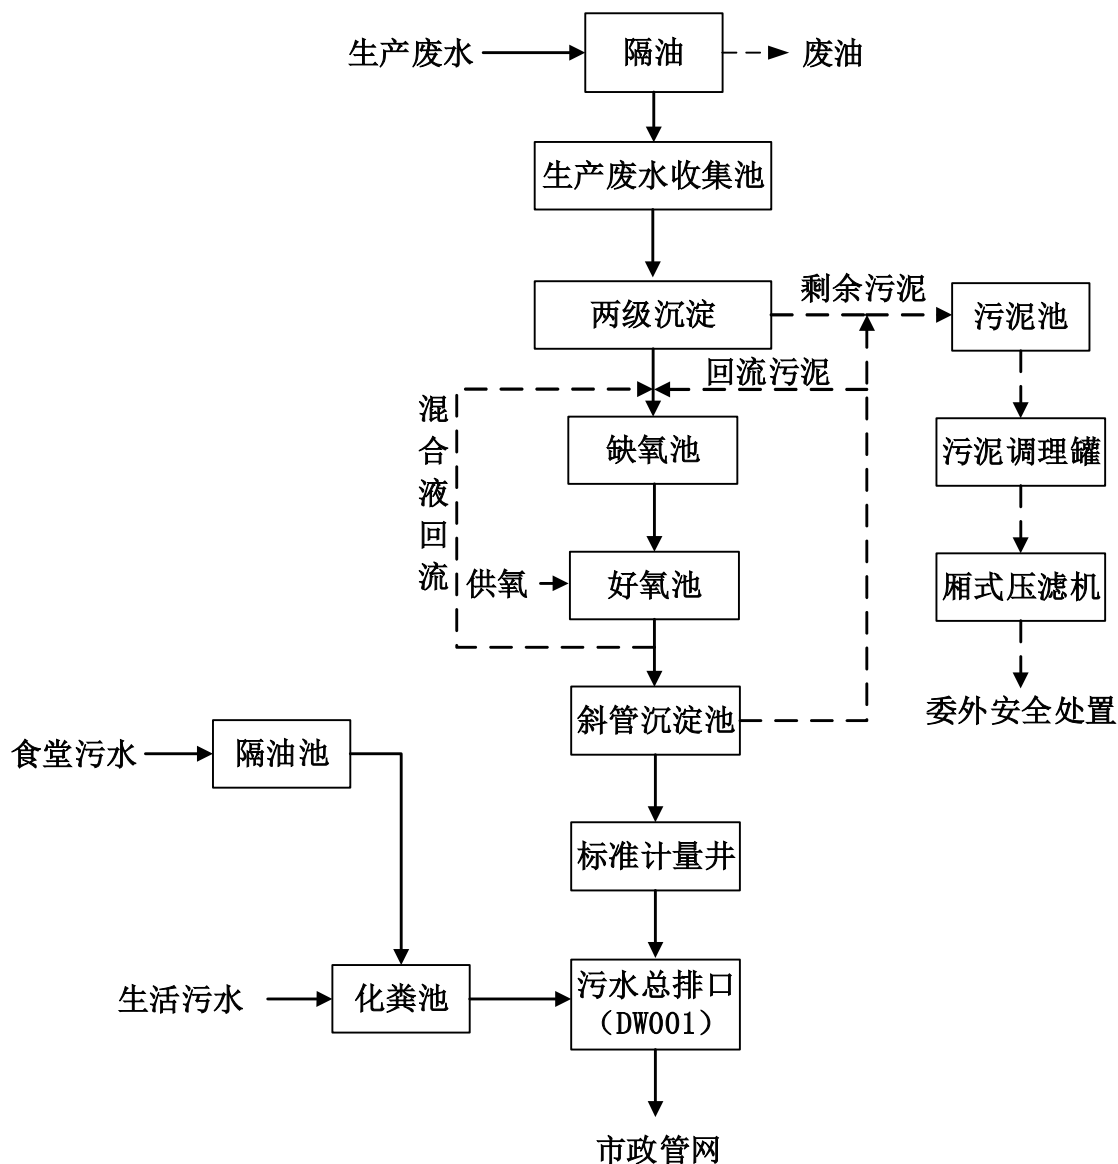 生产废水
隔油
废油
生产废水收集池
两级沉淀
剩余污泥
污泥池
回流污泥
混合液回流
缺氧池
污泥调理罐
供氧
好氧池
厢式压滤机
斜管沉淀池
委外安全处置
食堂污水
隔油池
标准计量井
生活污水
化粪池
污水总排口
（DW001）
市政管网